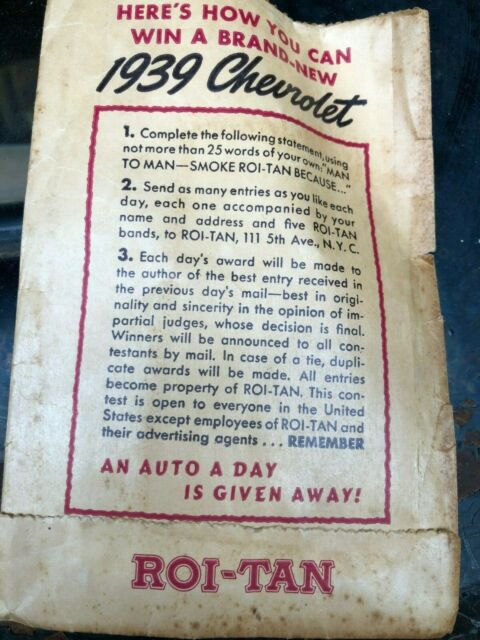 HERE'S HOW YOU CAN
WIN A BRAND-NEW
1939 Chevrolet
1. Complete the following statement, using
not more than 25 words of your own: "MAN
TO MAN—SMOKE ROI-TAN BECAUSE..."
2. Send as many entries as you like each
day, each one accompanied by your
name and address and five ROI-TAN
bands, to ROI-TAN, 111 5th Ave., N.Y.C.
3. Each day's award will be made to
the author of the best entry received in
the previous day's mail—best in origi-
nality and sincerity in the opinion of im-
partial judges, whose decision is final.
Winners will be announced to all con-
testants by mail. In case of a tie, dupli-
cate awards will be made. All entries
become property of ROI-TAN. This con-
test is open to everyone in the United
States except employees of ROI-TAN and
their advertising agents . . . REMEMBER
AN AUTO A DAY
IS GIVEN AWAY!
ROI-TAN